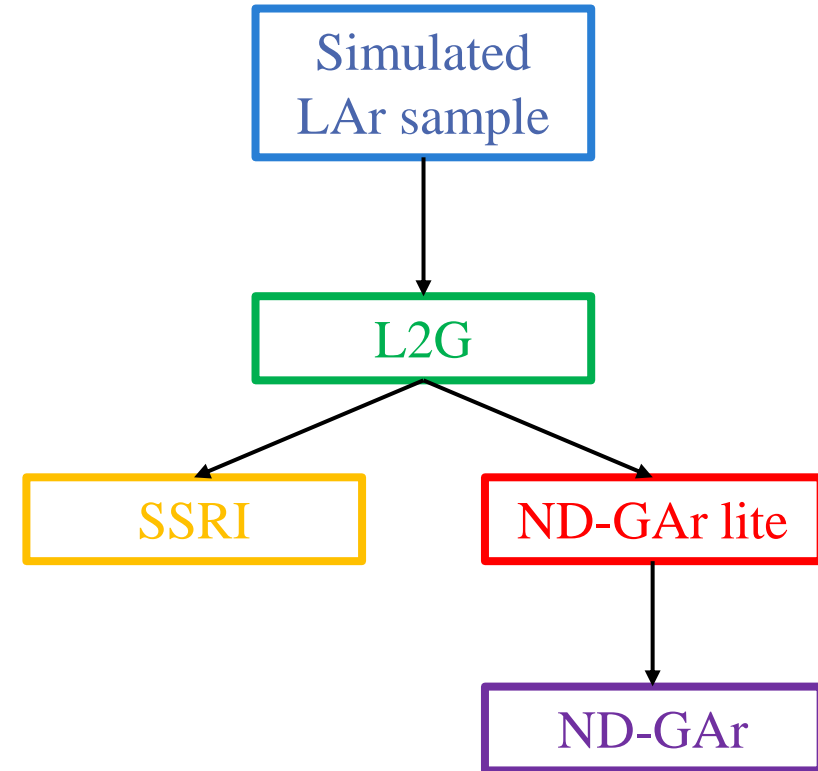 Simulated
LAr sample
L2G
SSRI
ND-GAr lite
ND-GAr